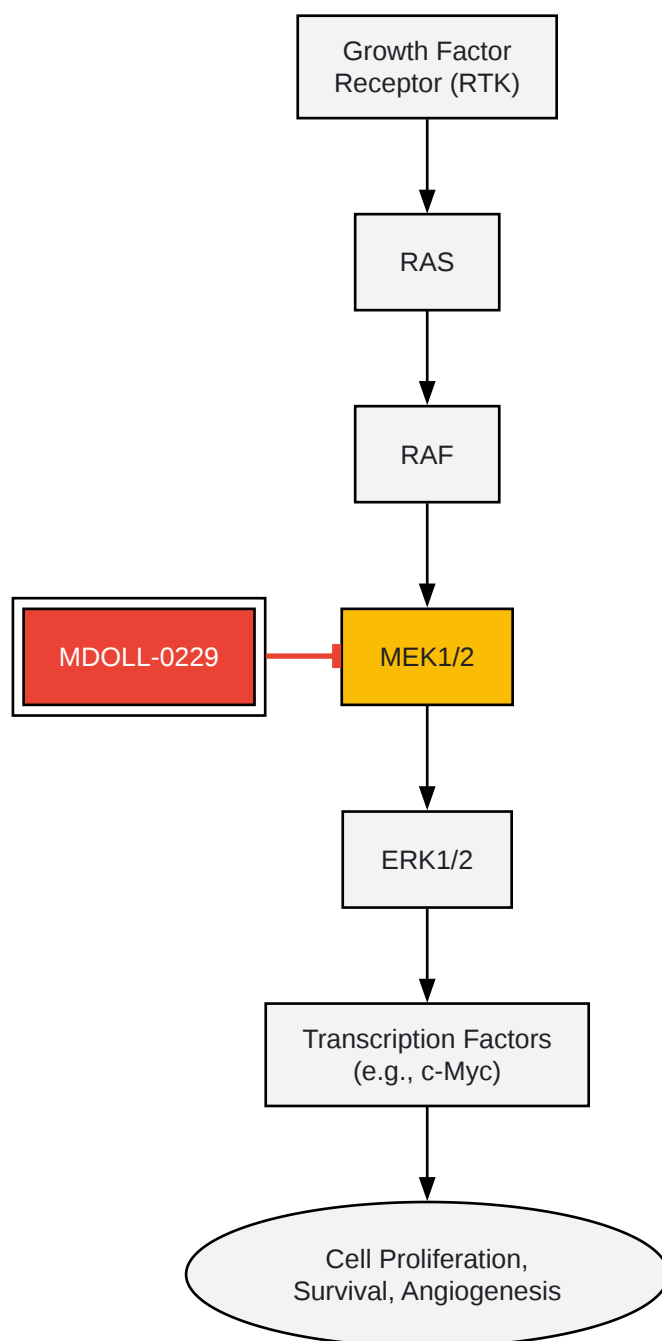 Growth Factor
Receptor (RTK)
RAS
RAF
MDOLL-0229
MEK1/2
ERK1/2
Transcription Factors
(e.g., c-Myc)
Cell Proliferation,
Survival, Angiogenesis